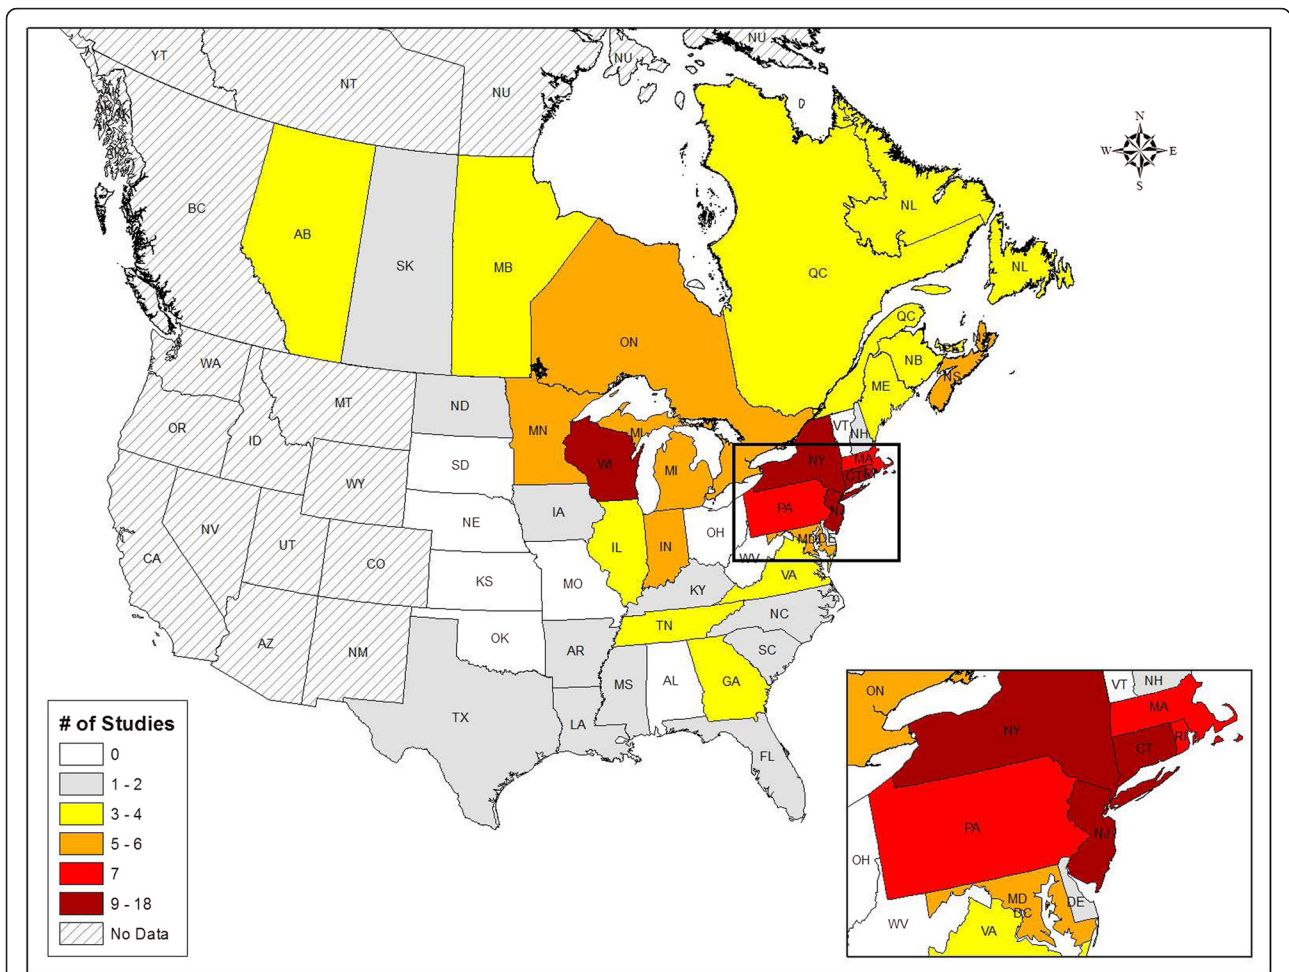 YT
NT
NU
NU
NU
N
W E
S
BC
AB
SK
MB
NL
QC
NL
ON
QC
NB
ME
NS
WA
MT
ND
OR
ID
MN
MI
VT
NH
SD
WI
MI
NY
MA
WY
CT
NE
IA
PA
NJ
NV
OH
UT
IL
IN
MD
DE
CA
CO
KS
MO
WV
VA
KY
NC
TN
OK
AZ
NM
AR
SC
MS
AL
GA
TX
LA
FL
# of Studies
0
1 - 2
3 - 4
5 - 6
7
9 - 18
No Data
ON
VT
NH
MA
NY
RI
CT
PA
NJ
OH
MD
DC
DE
WV
VA